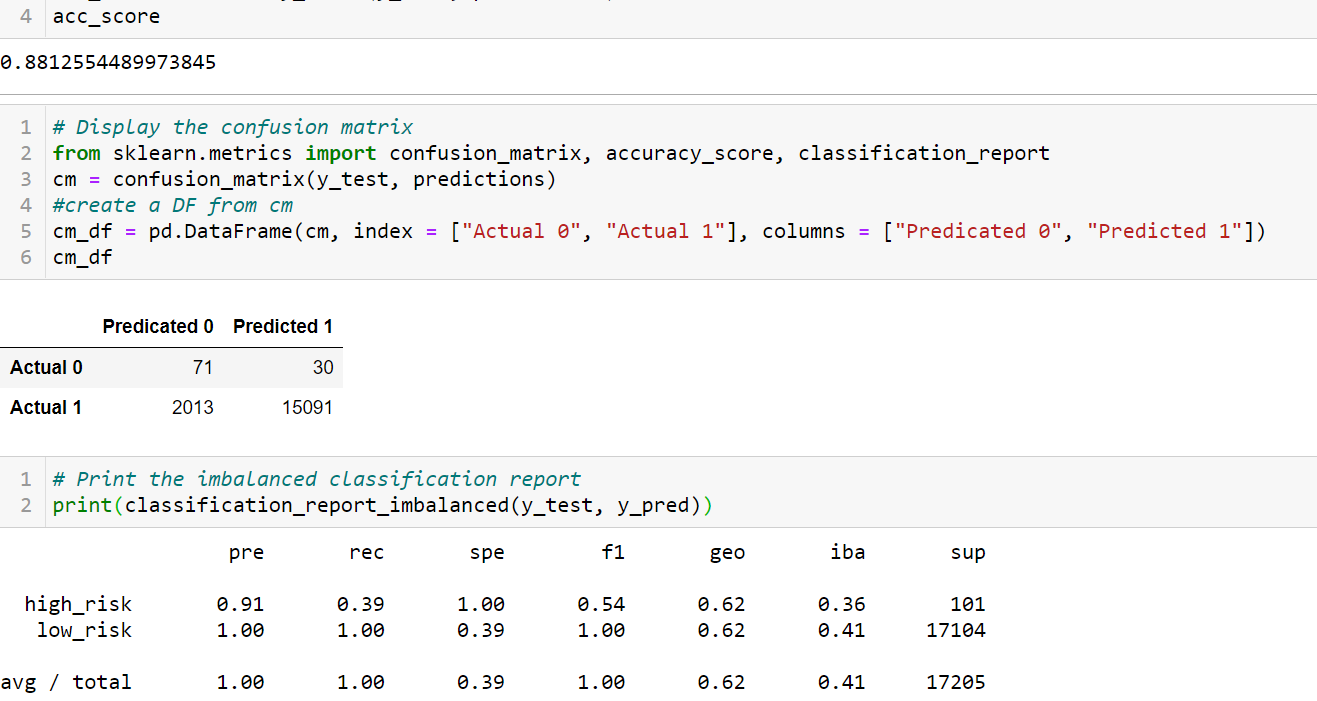 4 acc_score
0.8812554489973845
1 # Display the confusion matrix
2 from sklearn.metrics import confusion_matrix, accuracy_score, classification_report
3 cm = confusion_matrix(y_test, predictions)
4 #create a DF from cm
5 cm_df = pd.DataFrame(cm, index = ["Actual 0", "Actual 1"], columns = ["Predicated 0", "Predicted 1"])
6 cm_df
Predicated 0 Predicted 1
Actual 0 71 30
Actual 1 2013 15091
1 # Print the imbalanced classification report
2 print(classification_report_imbalanced(y_test, y_pred))
pre rec spe f1 geo iba sup
high_risk 0.91 0.39 1.00 0.54 0.62 0.36 101
low_risk 1.00 1.00 0.39 1.00 0.62 0.41 17104
avg / total 1.00 1.00 0.39 1.00 0.62 0.41 17205